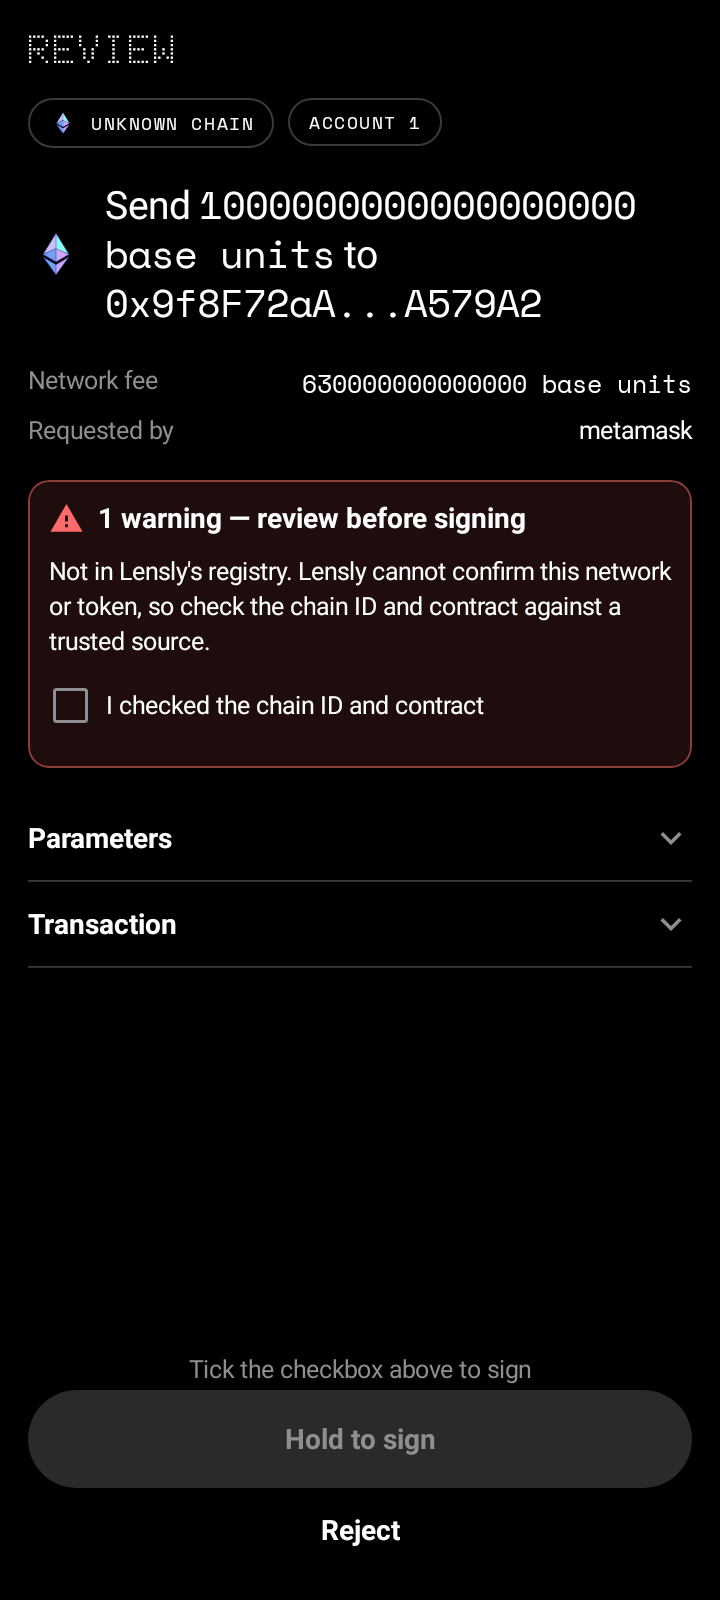 REVIEW
UNKNOWN CHAIN
ACCOUNT 1
Send 1000000000000000000
base units to
0x9f8F72aA...A579A2
Network fee
630000000000000 base units
Requested by
metamask
1 warning — review before signing
Not in Lensly's registry. Lensly cannot confirm this network
or token, so check the chain ID and contract against a
trusted source.
I checked the chain ID and contract
Parameters
Transaction
Tick the checkbox above to sign
Hold to sign
Reject